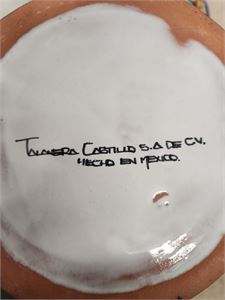 TALAVERA CASTILLO S.A DE C.V.
HECHO EN MEXICO.